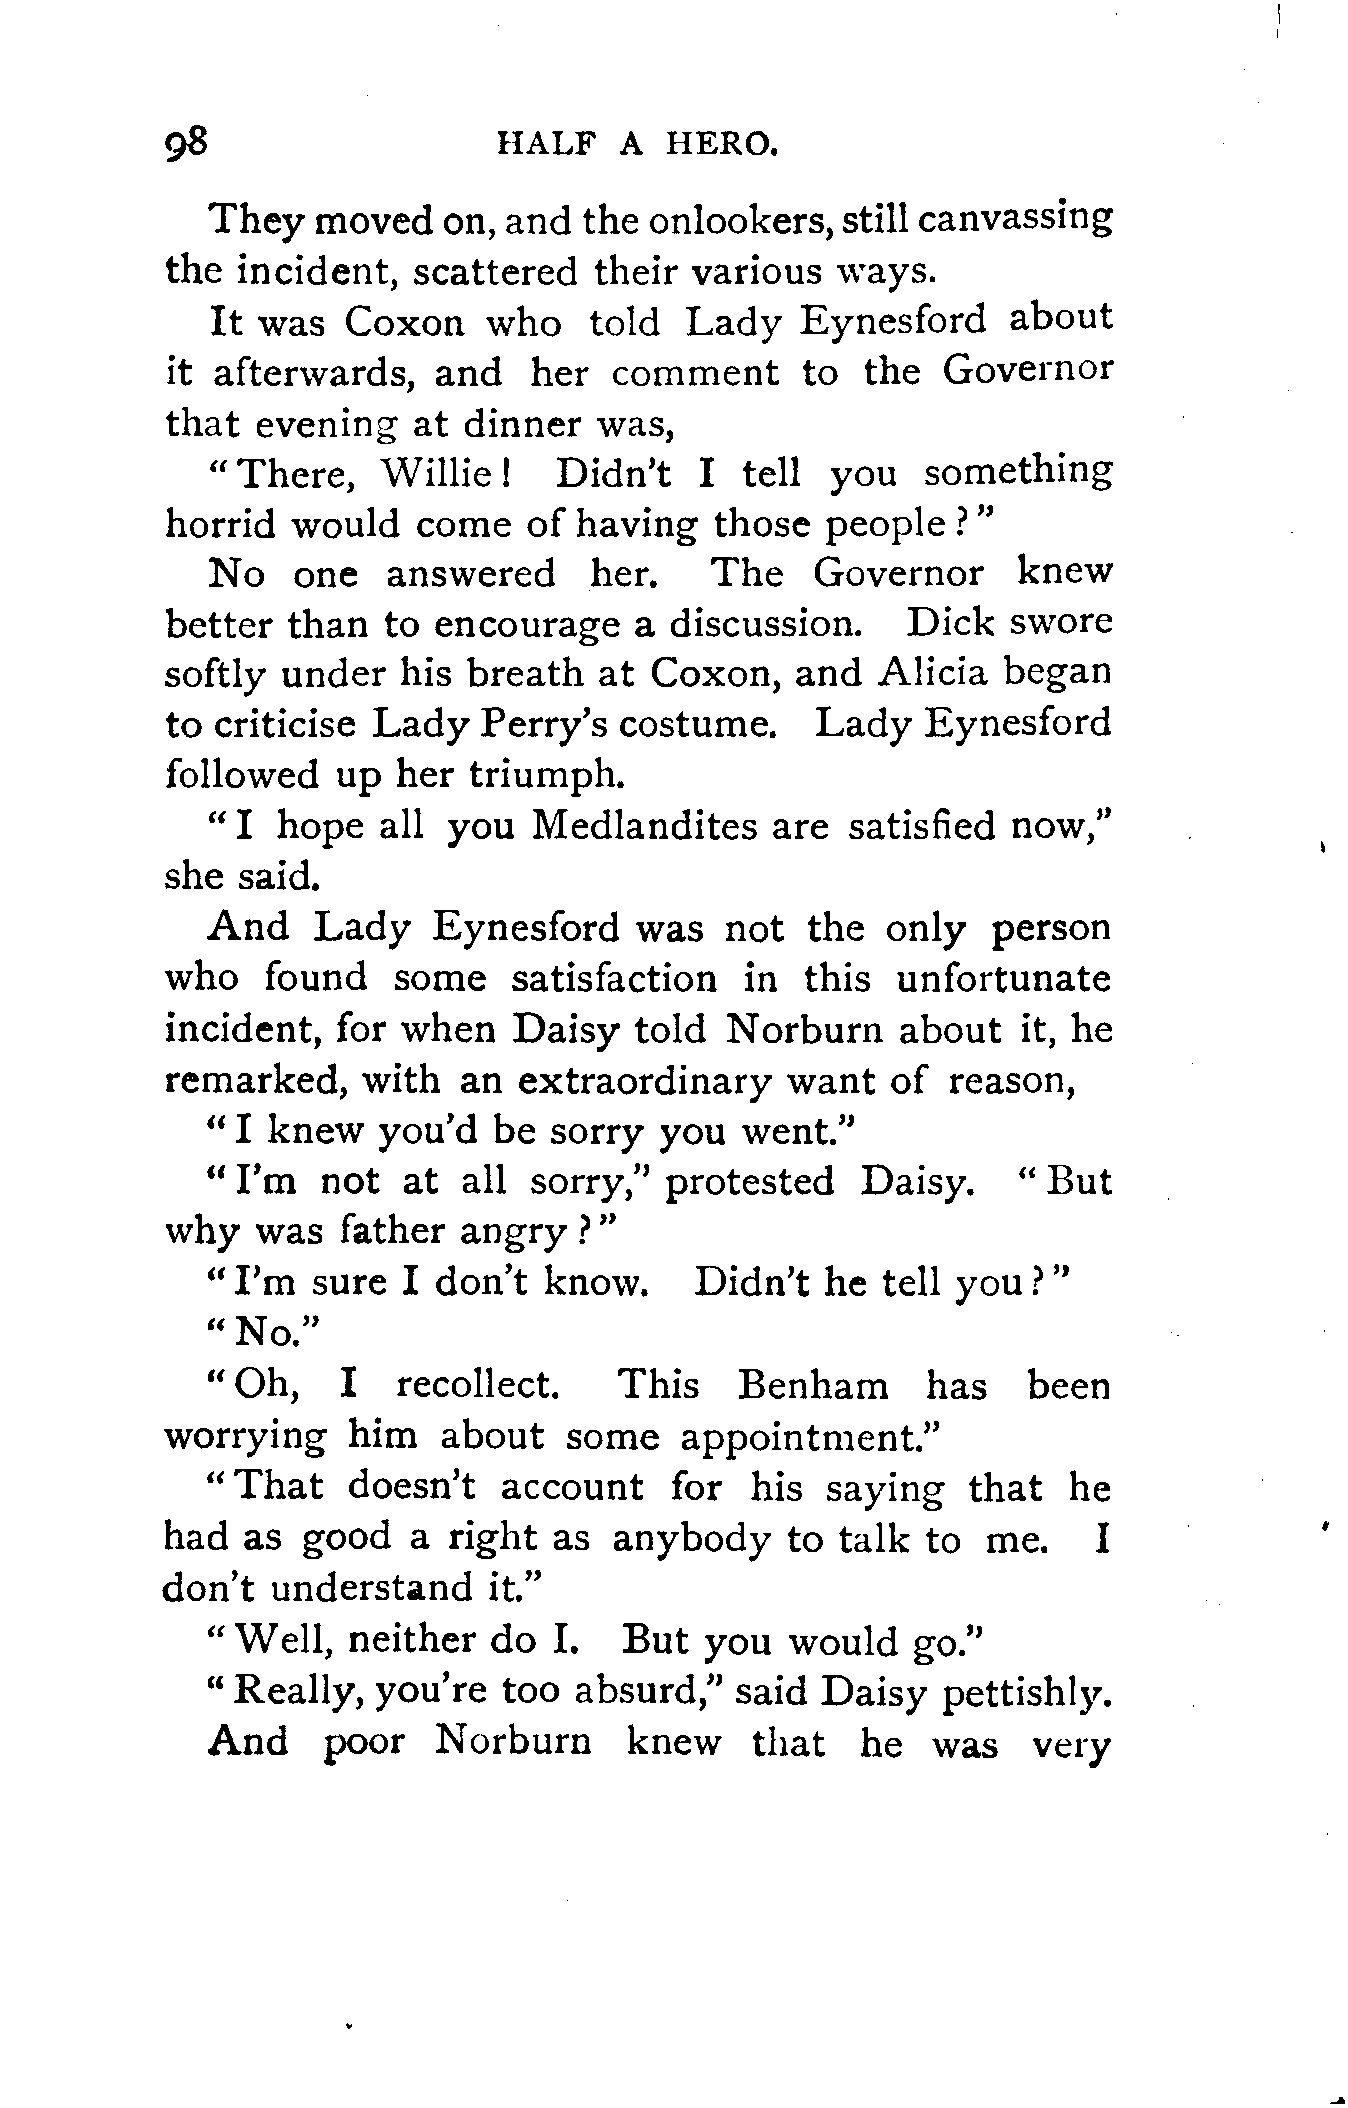 98 HALF A HERO.
They moved on, and the onlookers, still canvassing
the incident, scattered their various ways.
It was Coxon who told Lady Eynesford about
it afterwards, and her comment to the Governor
that evening at dinner was,
“There, Willie! Didn't I tell you something
horrid would come of having those people?”
No one answered her. The Governor knew
better than to encourage a discussion. Dick swore
softly under his breath at Coxon, and Alicia began
to criticise Lady Perry's costume. Lady Eynesford
followed up her triumph.
“I hope all you Medlandites are satisfied now,”
she said.
And Lady Eynesford was not the only person
who found some satisfaction in this unfortunate
incident, for when Daisy told Norburn about it, he
remarked, with an extraordinary want of reason,
“I knew you'd be sorry you went.”
“I'm not at all sorry,” protested Daisy. “But
why was father angry?”
“I'm sure I don't know. Didn't he tell you?”
“No.”
“Oh, I recollect. This Benham has been
worrying him about some appointment.”
“That doesn't account for his saying that he
had as good a right as anybody to talk to me. I
don't understand it.”
“Well, neither do I. But you would go.”
“Really, you're too absurd,” said Daisy pettishly.
And poor Norburn knew that he was very